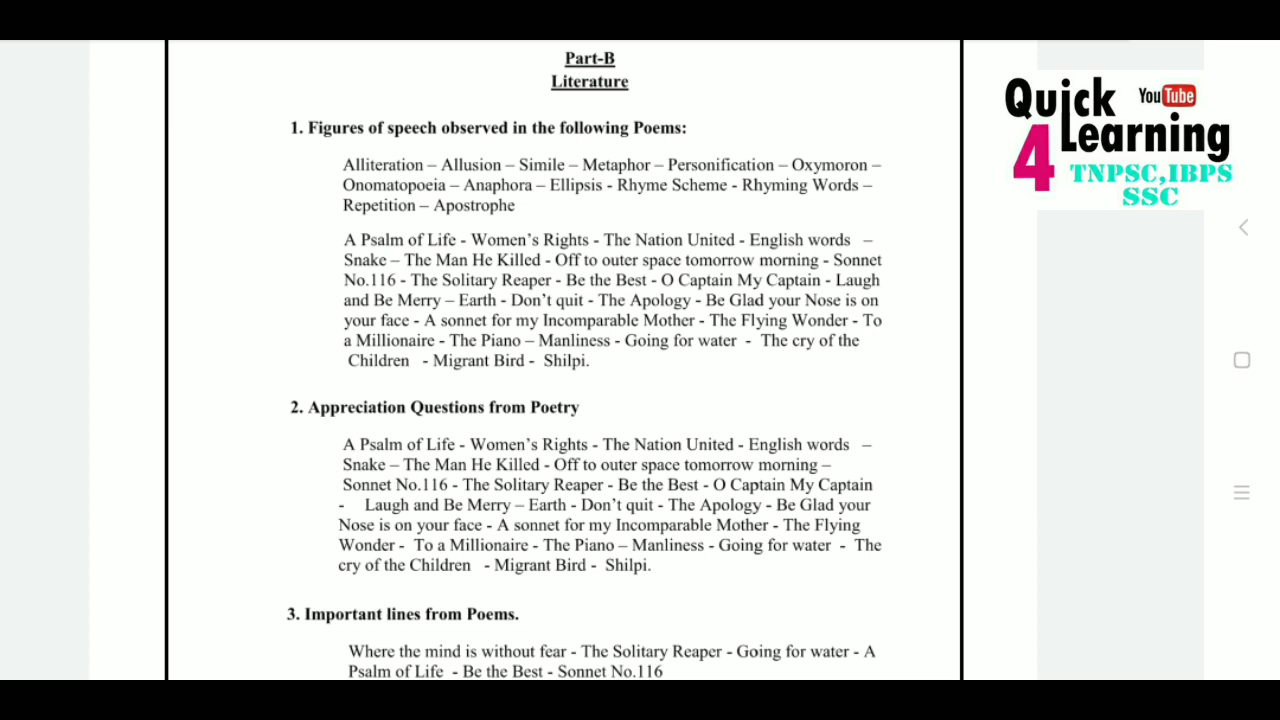 Part-B
Literature
1. Figures of speech observed in the following Poems:
Alliteration – Allusion – Simile – Metaphor – Personification – Oxymoron –
Onomatopoeia – Anaphora – Ellipsis - Rhyme Scheme - Rhyming Words –
Repetition – Apostrophe
A Psalm of Life - Women's Rights - The Nation United - English words –
Snake – The Man He Killed - Off to outer space tomorrow morning - Sonnet
No.116 - The Solitary Reaper - Be the Best - O Captain My Captain - Laugh
and Be Merry – Earth - Don't quit - The Apology - Be Glad your Nose is on
your face - A sonnet for my Incomparable Mother - The Flying Wonder - To
a Millionaire - The Piano – Manliness - Going for water - The cry of the
Children - Migrant Bird - Shilpi.
2. Appreciation Questions from Poetry
A Psalm of Life - Women's Rights - The Nation United - English words –
Snake – The Man He Killed - Off to outer space tomorrow morning –
Sonnet No.116 - The Solitary Reaper - Be the Best - O Captain My Captain
- Laugh and Be Merry – Earth - Don't quit - The Apology - Be Glad your
Nose is on your face - A sonnet for my Incomparable Mother - The Flying
Wonder - To a Millionaire - The Piano – Manliness - Going for water - The
cry of the Children - Migrant Bird - Shilpi.
3. Important lines from Poems.
Where the mind is without fear - The Solitary Reaper - Going for water - A
Psalm of Life - Be the Best - Sonnet No.116
Quick YouTube
4 Learning
TNPSC,IBPS
SSC